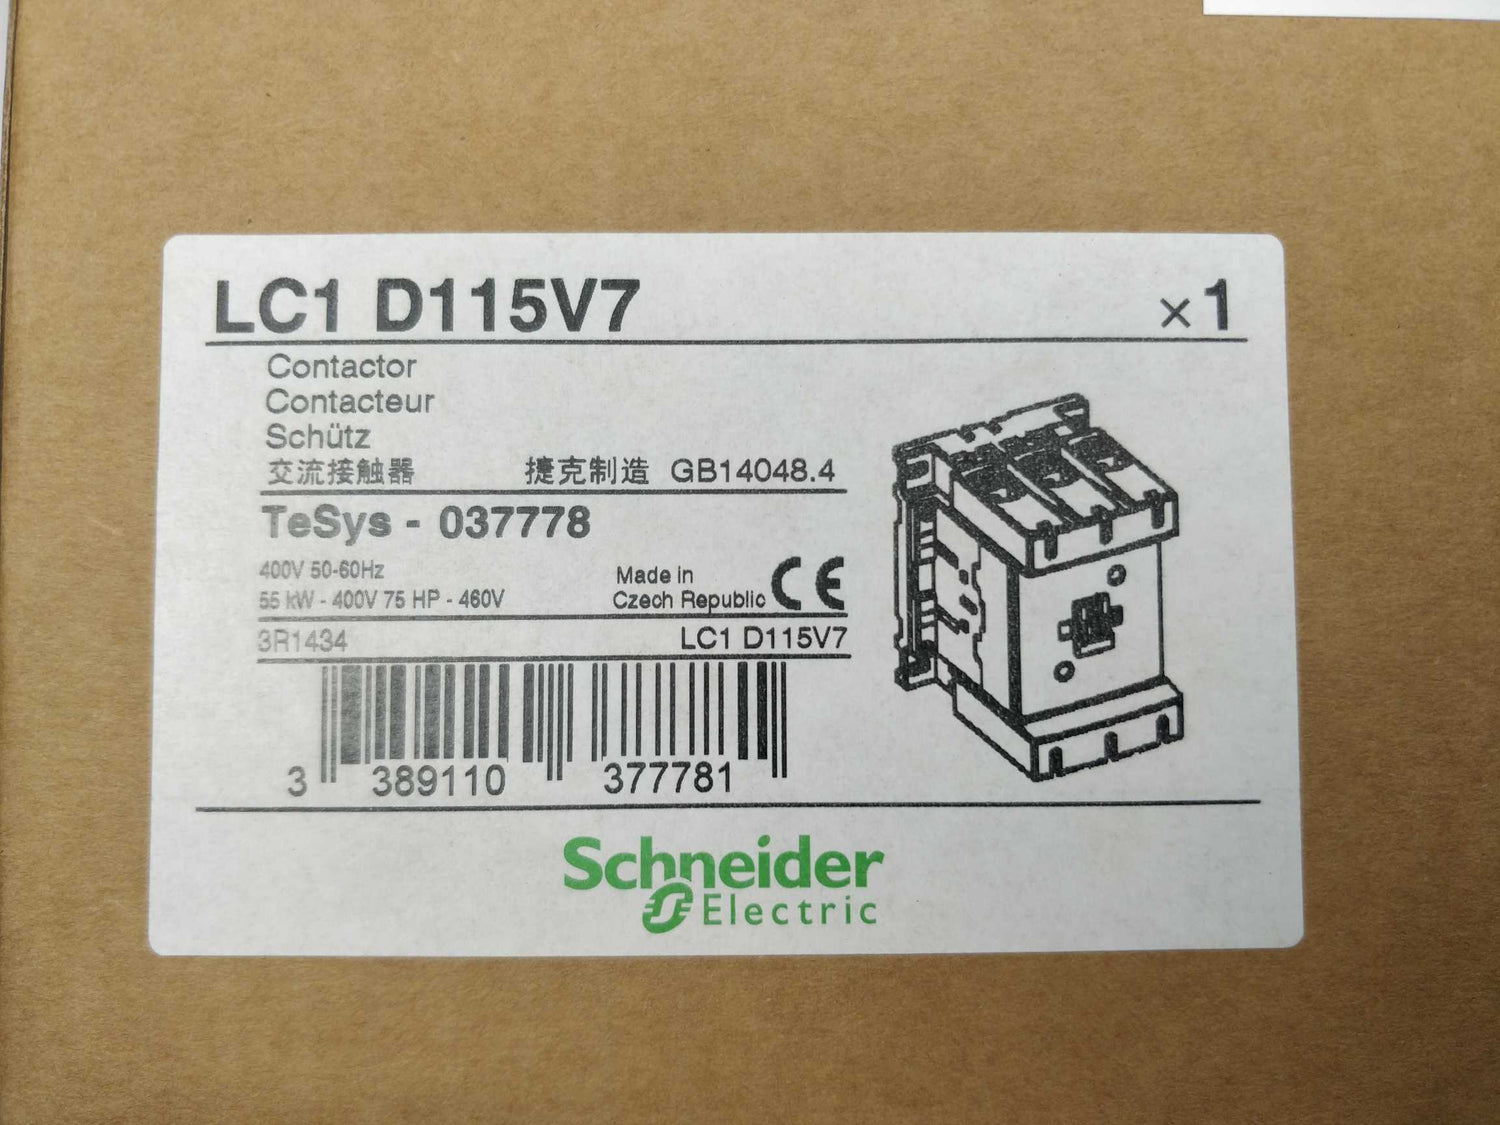 LC1 D115V7 ×1
Contactor
Contacteur
Schütz
交流接触器 捷克制造 GB14048.4
TeSys - 037778
400V 50-60Hz
55 kW - 400V 75 HP - 460V
Made in
Czech Republic CE
3R1434 LC1 D115V7
3 389110 377781
Schneider
Electric